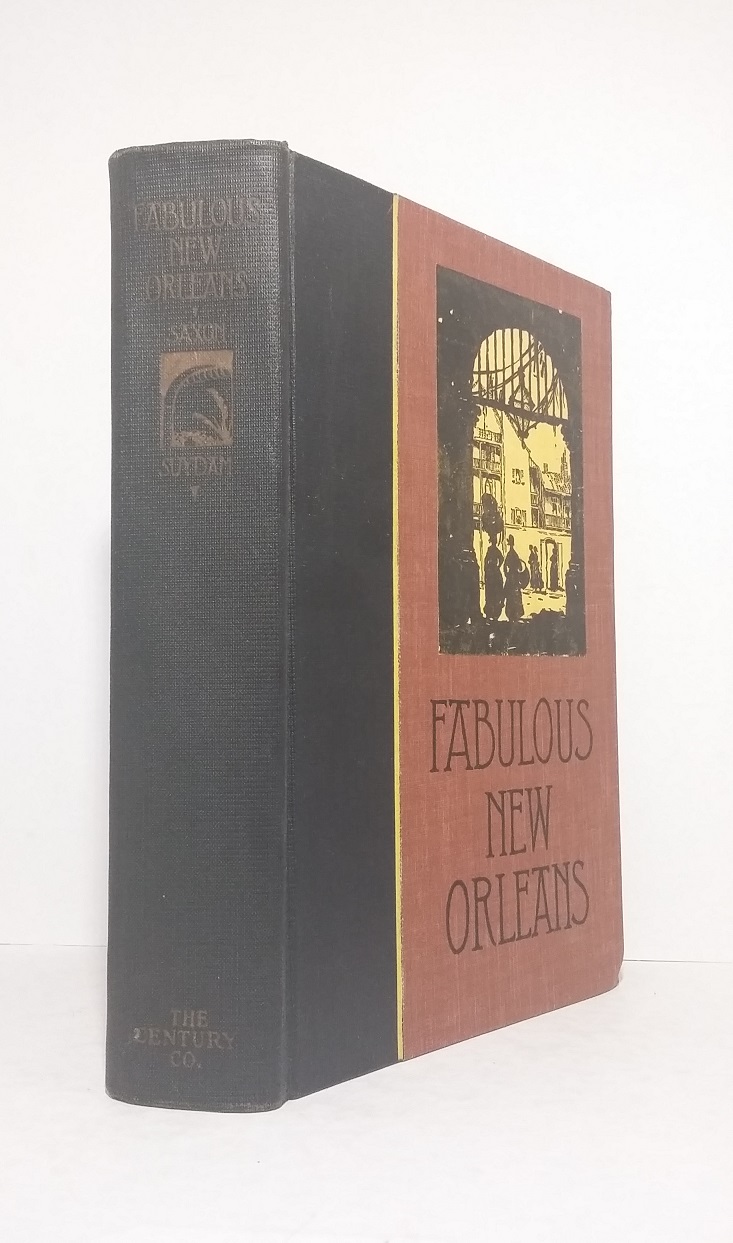 FABULOUS
NEW
ORLEANS
SAXON
SUYDAM
THE
CENTURY
CO.
FABULOUS
NEW
ORLEANS